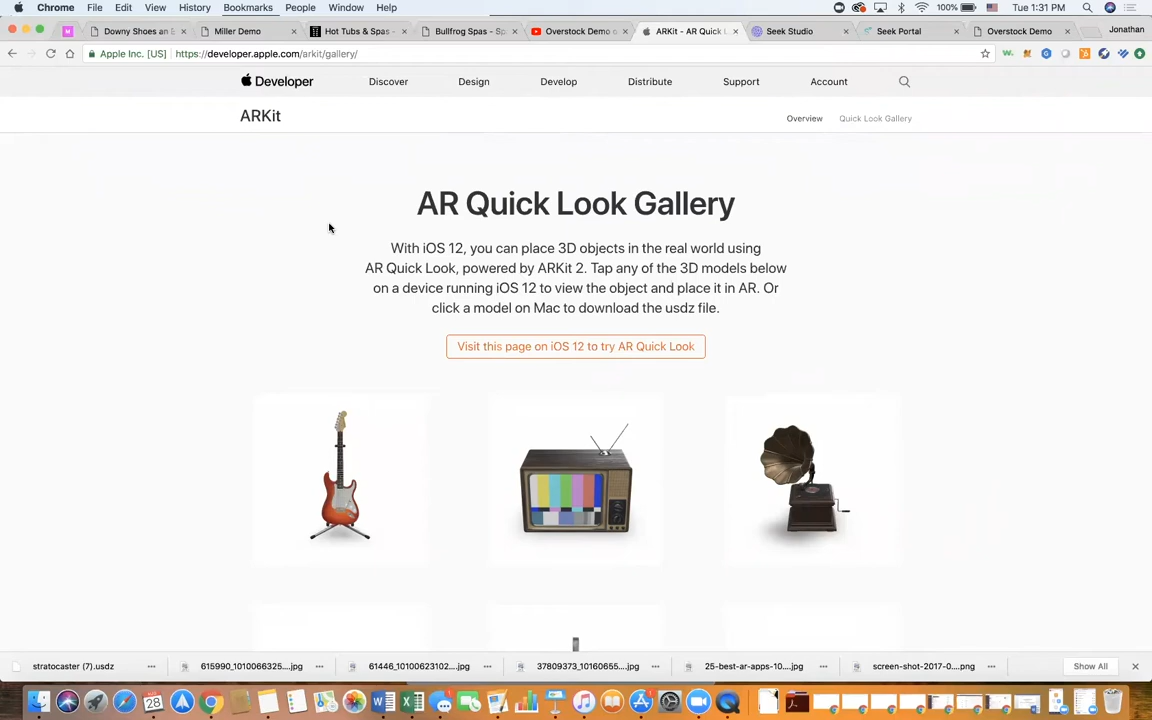 Chrome File Edit View History Bookmarks People Window Help 100% Tue 1:31 PM
Downy Shoes an Miller Demo Hot Tubs & Spas - Bullfrog Spas - Sp Overstock Demo ARKit - AR Quick L Seek Studio Seek Portal Overstock Demo Jonathan
Apple Inc. [US] https://developer.apple.com/arkit/gallery/
Developer Discover Design Develop Distribute Support Account
ARKit Overview Quick Look Gallery
AR Quick Look Gallery
With iOS 12, you can place 3D objects in the real world using
AR Quick Look, powered by ARKit 2. Tap any of the 3D models below
on a device running iOS 12 to view the object and place it in AR. Or
click a model on Mac to download the usdz file.
Visit this page on iOS 12 to try AR Quick Look
stratocaster (7).usdz 615990_1010066325....jpg 61446_10100623102....jpg 37809373_10160655....jpg 25-best-ar-apps-10....jpg screen-shot-2017-0....png Show All
28